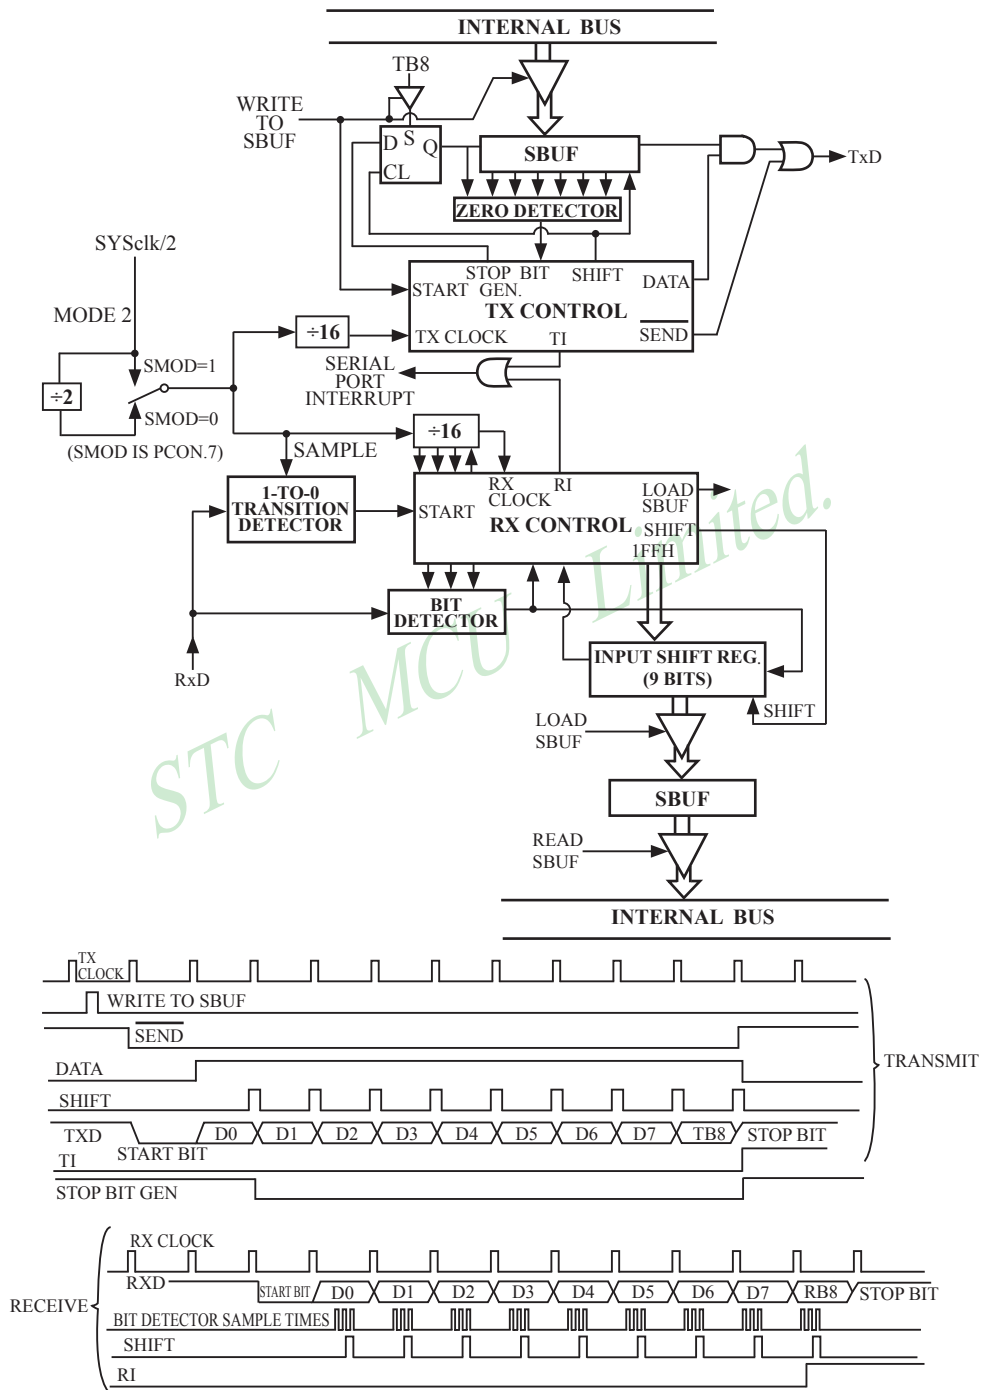 INTERNAL BUS
TB8
WRITE
TO
SBUF
D S Q
CL
SBUF
TxD
ZERO DETECTOR
SYSclk/2
STOP BIT
GEN.
SHIFT
DATA
START
TX CONTROL
MODE 2
÷16
TX CLOCK
TI
SEND
SERIAL
PORT
INTERRUPT
SMOD=1
÷2
SMOD=0
(SMOD IS PCON.7)
SAMPLE
÷16
1-TO-0
TRANSITION
DETECTOR
START
RX
CLOCK
RI
LOAD
SBUF
RX CONTROL
SHIFT
1FFH
BIT
DETECTOR
RxD
INPUT SHIFT REG.
(9 BITS)
SHIFT
LOAD
SBUF
SBUF
READ
SBUF
INTERNAL BUS
STC MCU Limited.
TX
CLOCK
WRITE TO SBUF
SEND
DATA
TRANSMIT
SHIFT
TXD
START BIT
D0 D1 D2 D3 D4 D5 D6 D7 TB8 STOP BIT
TI
STOP BIT GEN
RX CLOCK
RXD
START BIT D0 D1 D2 D3 D4 D5 D6 D7 RB8 STOP BIT
RECEIVE
BIT DETECTOR SAMPLE TIMES
SHIFT
RI